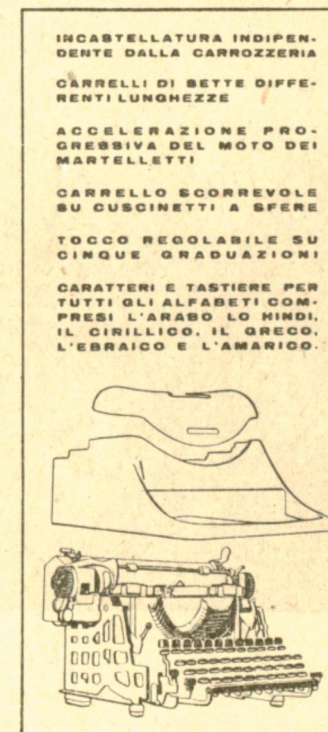 INCASTELLATURA INDIPEN-
DENTE DALLA CARROZZERIA
CARRELLI DI SETTE DIFFE-
RENTI LUNGHEZZE
ACCELERAZIONE PRO-
GRESSIVA DEL MOTO DEI
MARTELLETTI
CARRELLO SCORREVOLE
SU CUSCINETTI A SFERE
TOCCO REGOLABILE SU
CINQUE GRADUAZIONI
CARATTERI E TASTIERE PER
TUTTI GLI ALFABETI COM-
PRESI L'ARABO LO HINDI,
IL CIRILLICO, IL GRECO,
L'EBRAICO E L'AMARICO.